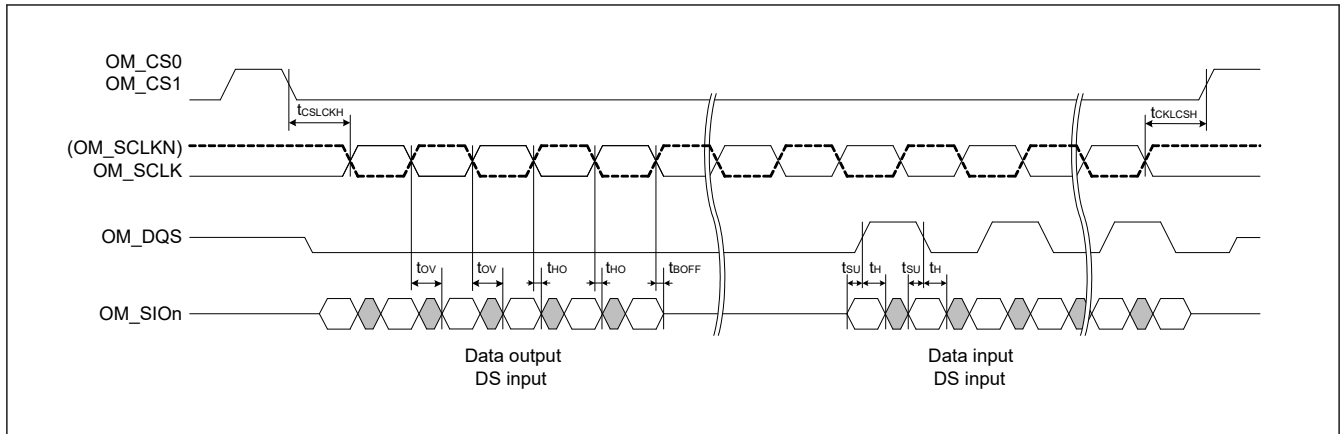 OM_CS0
OM_CS1
tCSLCKH
tCKLCSH
(OM_SCLKN)
OM_SCLK
OM_DQS
tOV
tOV
tHO
tHO
tBOFF
tSU
tH
tSU
tH
OM_SIOn
Data output
DS input
Data input
DS input